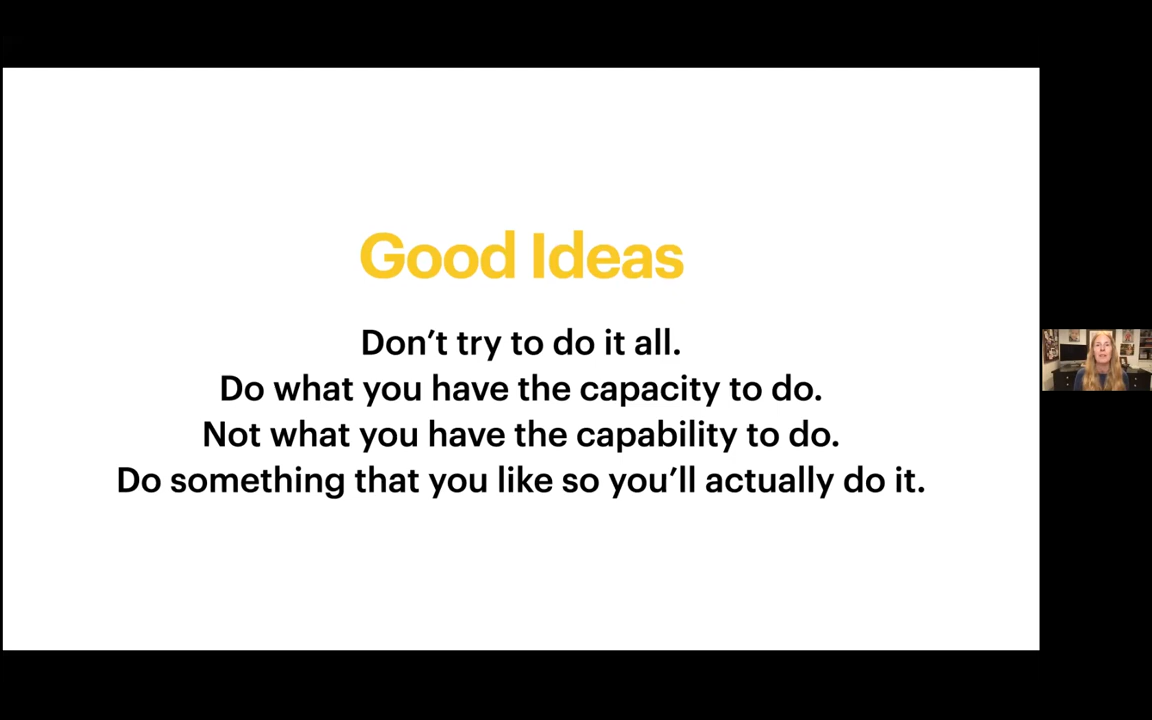 Good Ideas
Don’t try to do it all.
Do what you have the capacity to do.
Not what you have the capability to do.
Do something that you like so you’ll actually do it.